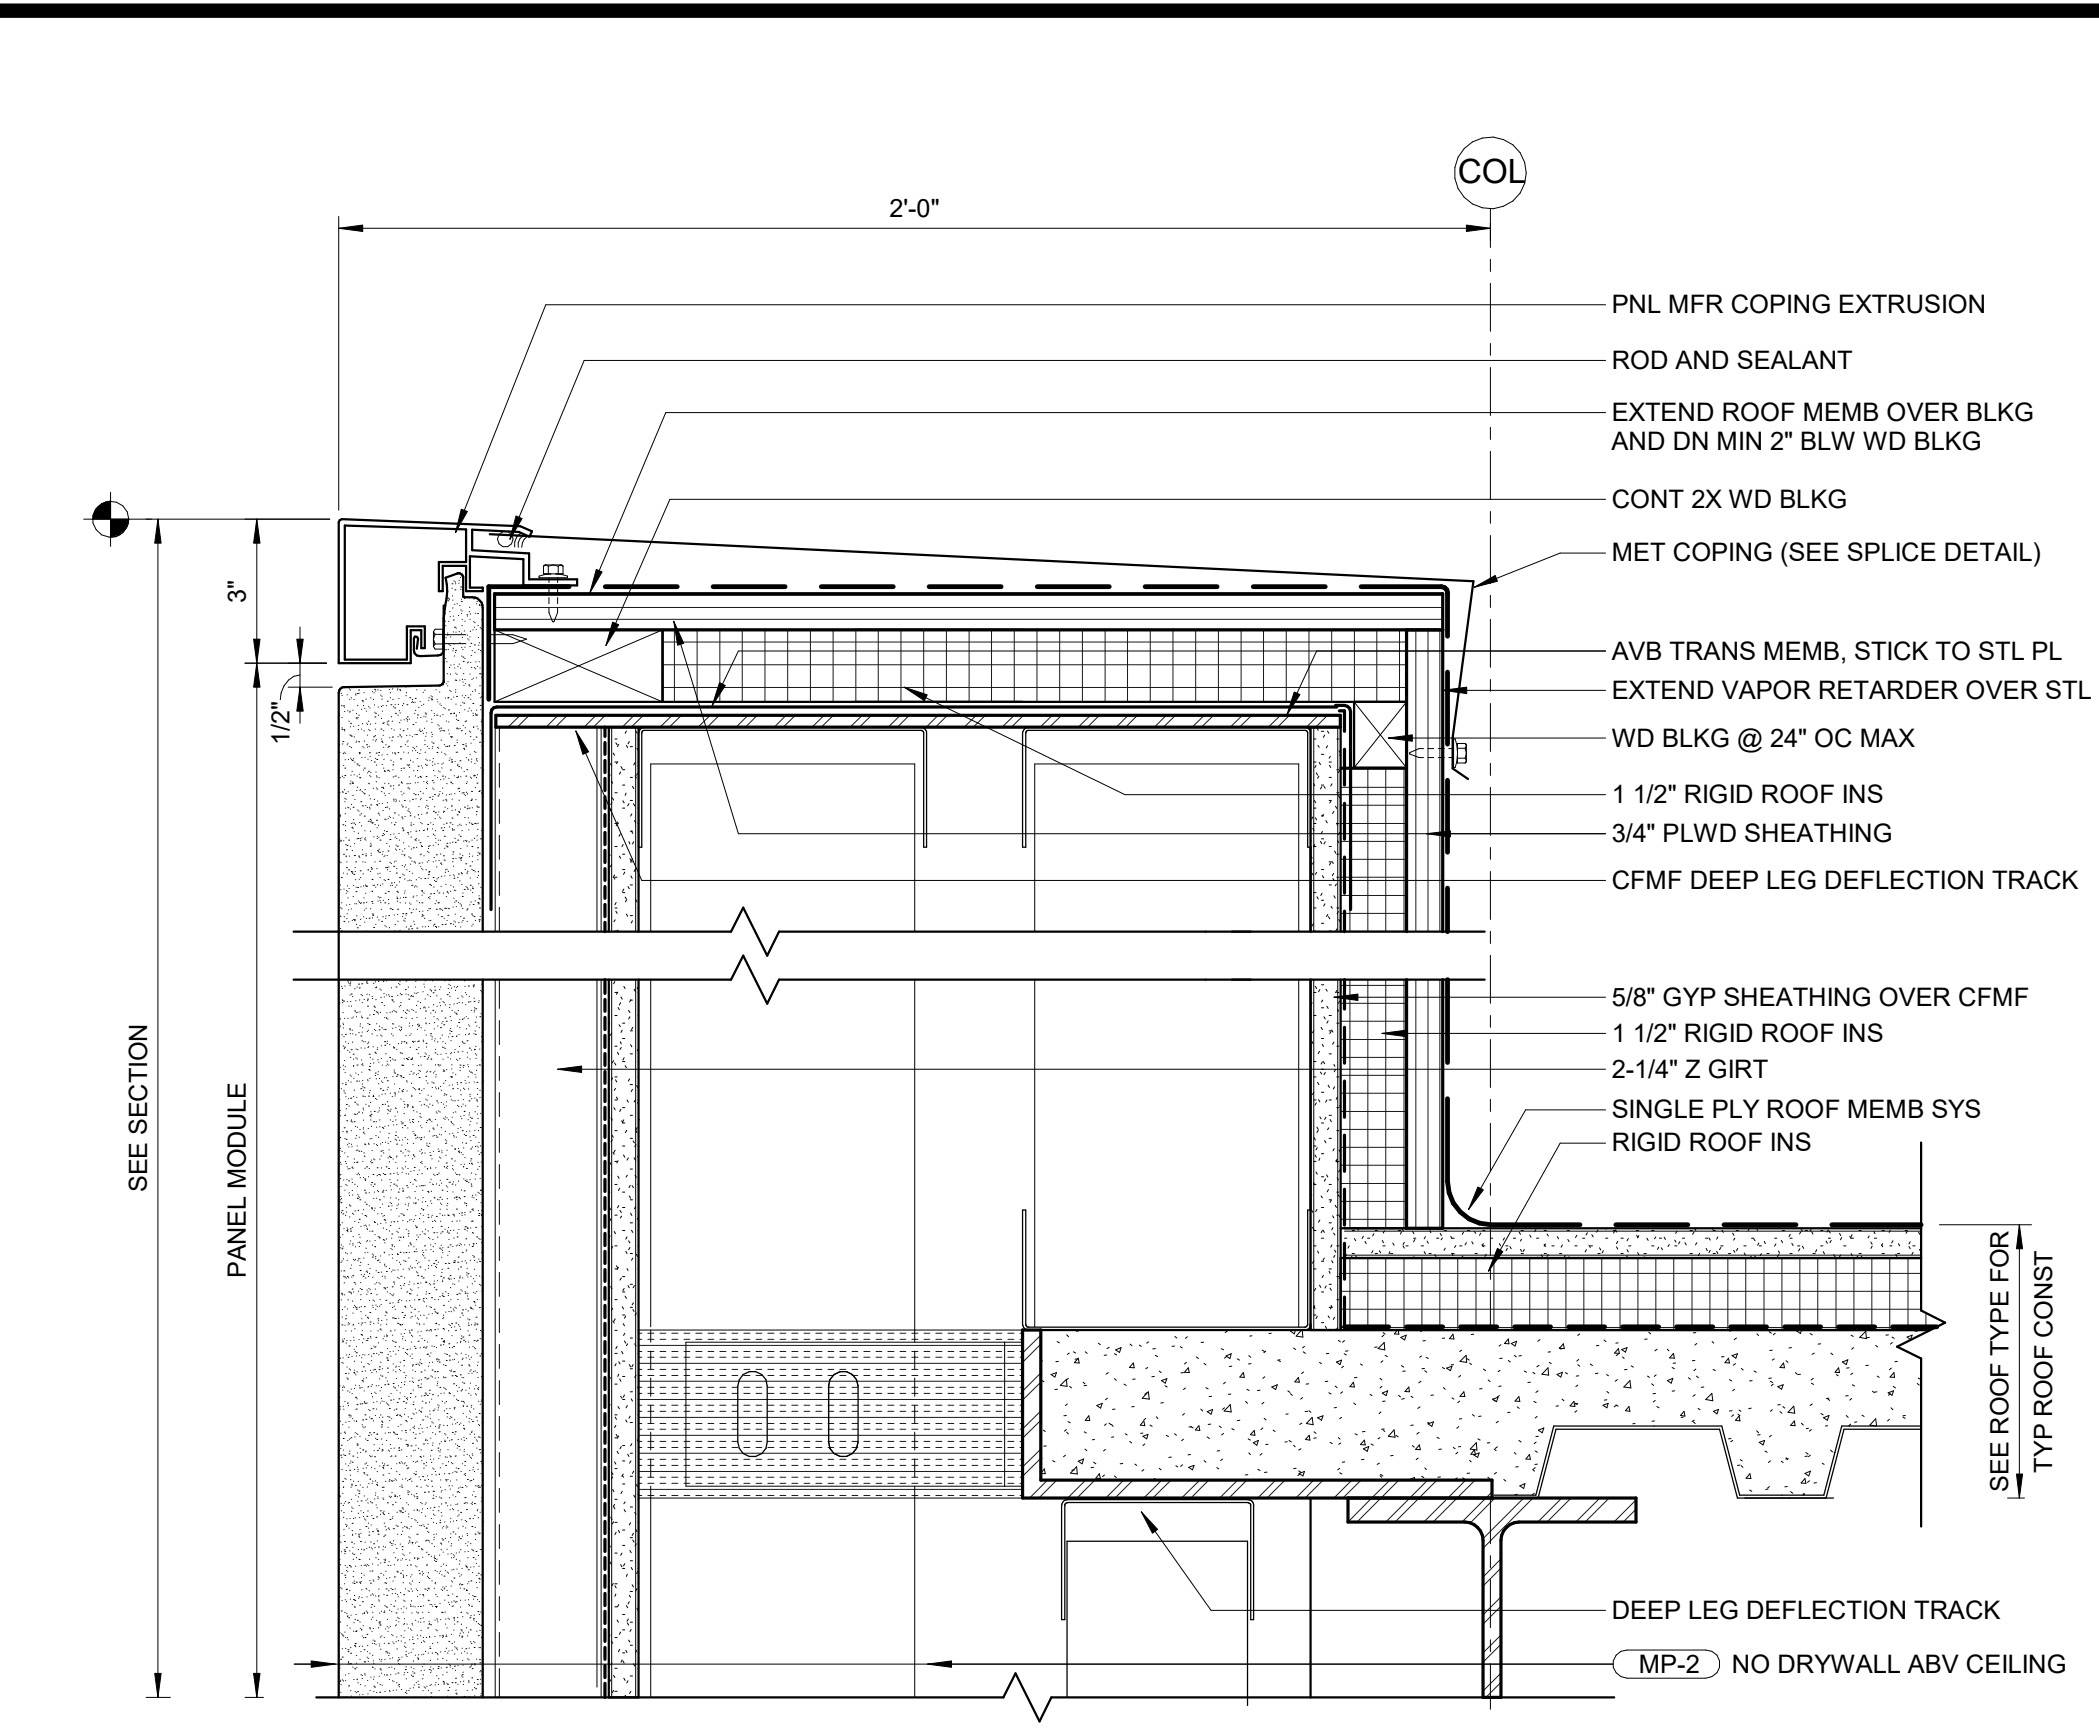 COL
2'-0"
PNL MFR COPING EXTRUSION
ROD AND SEALANT
EXTEND ROOF MEMB OVER BLKG
AND DN MIN 2" BLW WD BLKG
CONT 2X WD BLKG
MET COPING (SEE SPLICE DETAIL)
3"
1/2"
AVB TRANS MEMB, STICK TO STL PL
EXTEND VAPOR RETARDER OVER STL
WD BLKG @ 24" OC MAX
1 1/2" RIGID ROOF INS
3/4" PLWD SHEATHING
CFMF DEEP LEG DEFLECTION TRACK
5/8" GYP SHEATHING OVER CFMF
1 1/2" RIGID ROOF INS
2-1/4" Z GIRT
SINGLE PLY ROOF MEMB SYS
RIGID ROOF INS
SEE SECTION
PANEL MODULE
SEE ROOF TYPE FOR
TYP ROOF CONST
DEEP LEG DEFLECTION TRACK
MP-2 NO DRYWALL ABV CEILING